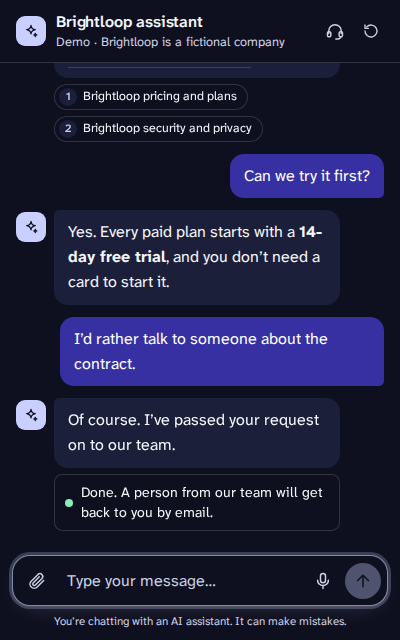 Brightloop assistant
Demo · Brightloop is a fictional company
1 Brightloop pricing and plans
2 Brightloop security and privacy
Can we try it first?
Yes. Every paid plan starts with a 14-
day free trial, and you don’t need a
card to start it.
I’d rather talk to someone about the
contract.
Of course. I’ve passed your request
on to our team.
Done. A person from our team will get
back to you by email.
Type your message...
You’re chatting with an AI assistant. It can make mistakes.